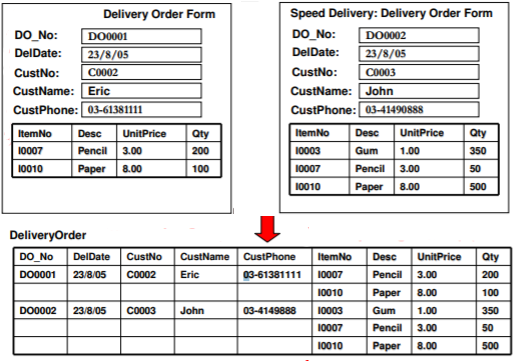 Delivery Order Form
DO_No: DO0001
DelDate: 23/8/05
CustNo: C0002
CustName: Eric
CustPhone: 03-61381111
ItemNo Desc UnitPrice Qty
I0007 Pencil 3.00 200
I0010 Paper 8.00 100
Speed Delivery: Delivery Order Form
DO_No: DO0002
DelDate: 23/8/05
CustNo: C0003
CustName: John
CustPhone: 03-41490888
ItemNo Desc UnitPrice Qty
I0003 Gum 1.00 350
I0007 Pencil 3.00 50
I0010 Paper 8.00 500
DeliveryOrder
DO_No DelDate CustNo CustName CustPhone ItemNo Desc UnitPrice Qty
DO0001 23/8/05 C0002 Eric 03-61381111 I0007 Pencil 3.00 200
I0010 Paper 8.00 100
DO0002 23/8/05 C0003 John 03-4149888 I0003 Gum 1.00 350
I0007 Pencil 3.00 50
I0010 Paper 8.00 500